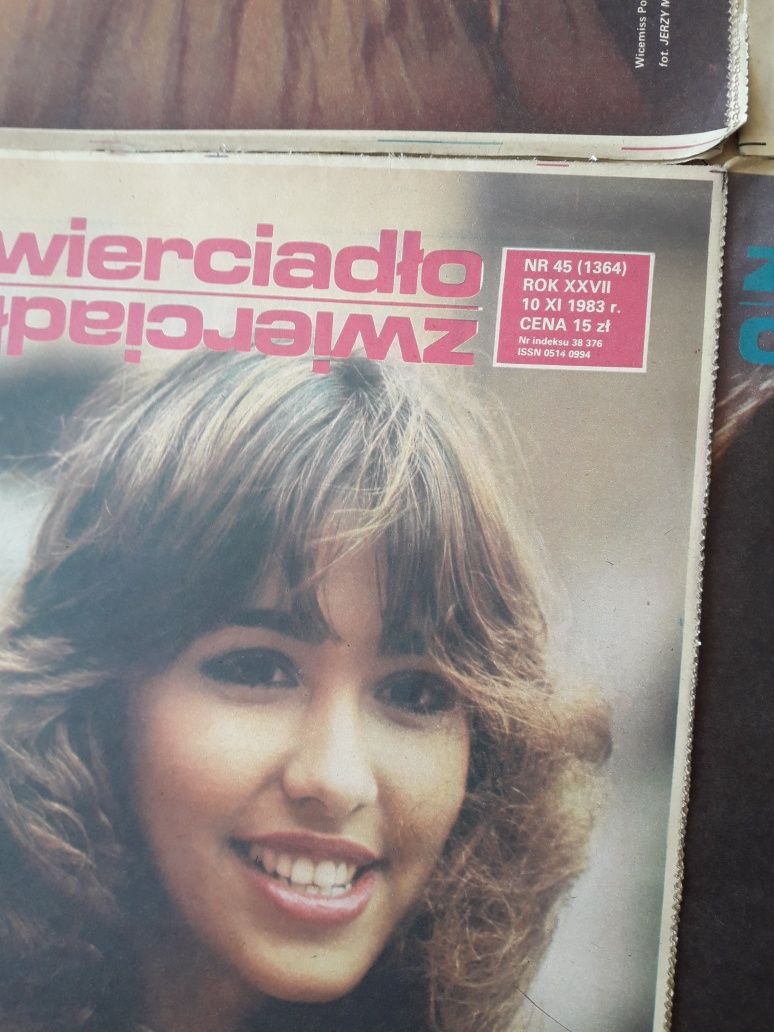 Wicemiss
fot. JERZY
wierciadło
zwierciadł
NR 45 (1364)
ROK XXVII
10 XI 1983 r.
CENA 15 zł
Nr indeksu 38 376
ISSN 0514 0994